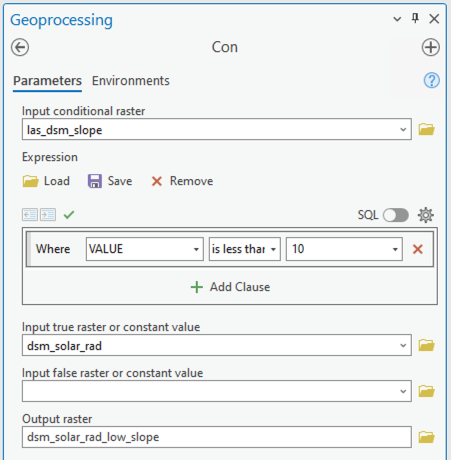 Geoprocessing
Con
Parameters Environments
?
Input conditional raster
las_dsm_slope
Expression
Load Save Remove
SQL
Where VALUE is less thar 10
Add Clause
Input true raster or constant value
dsm_solar_rad
Input false raster or constant value
Output raster
dsm_solar_rad_low_slope